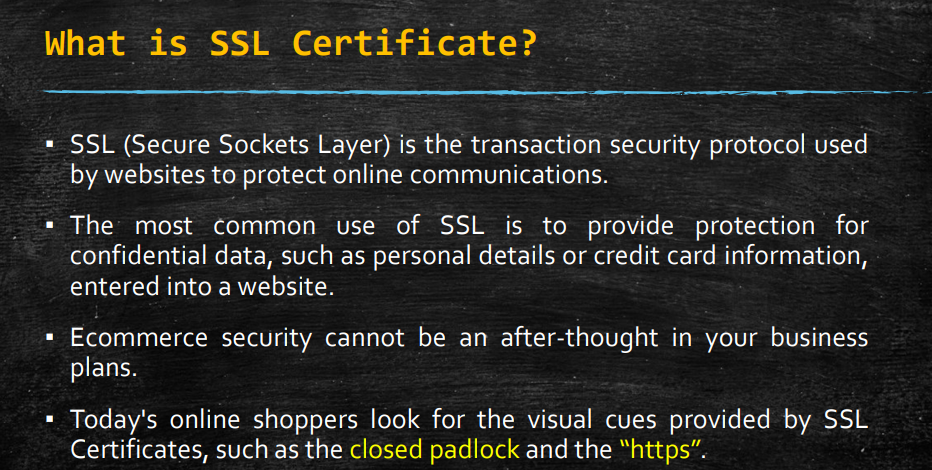 What is SSL Certificate?
▪ SSL (Secure Sockets Layer) is the transaction security protocol used
by websites to protect online communications.
▪ The most common use of SSL is to provide protection for
confidential data, such as personal details or credit card information,
entered into a website.
▪ Ecommerce security cannot be an after-thought in your business
plans.
▪ Today's online shoppers look for the visual cues provided by SSL
Certificates, such as the closed padlock and the “https”.